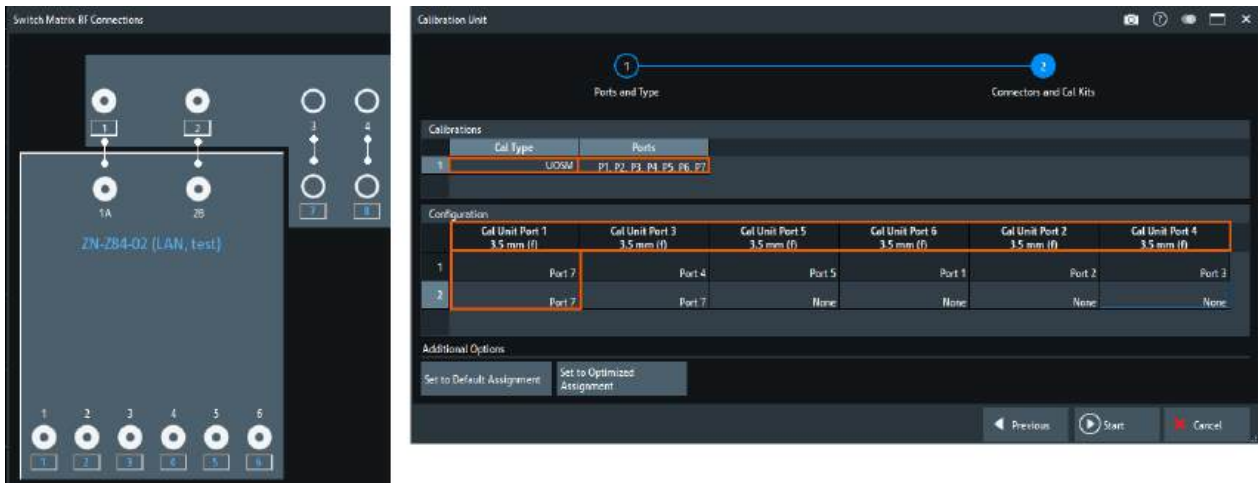 Switch Matrix RF Connections
1 2
3 4
1A 2B
7 8
ZN-Z84-02 (LAN, test)
1 2 3 4 5 6
1 2 3 4 5 6
Calibration Unit
1 2
Ports and Type Connectors and Cal Kits
Calibrations
Cal Type Ports
1 UOSM P1, P2, P3, P4, P5, P6, P7
Configuration
Cal Unit Port 1 Cal Unit Port 3 Cal Unit Port 5 Cal Unit Port 6 Cal Unit Port 2 Cal Unit Port 4
3.5 mm (f) 3.5 mm (f) 3.5 mm (f) 3.5 mm (f) 3.5 mm (f) 3.5 mm (f)
1 Port 7 Port 4 Port 5 Port 1 Port 2 Port 3
2 Port 7 Port 7 None None None None
Additional Options
Set to Default Assignment Set to Optimized
Assignment
Previous Start Cancel